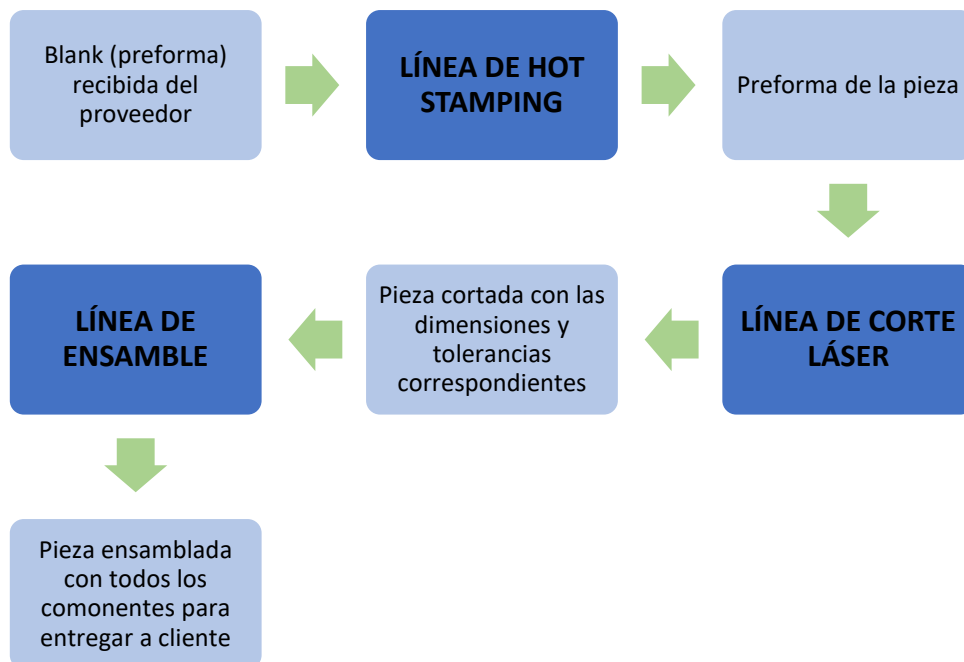 Blank (preforma)
recibida del
proveedor
LÍNEA DE HOT
STAMPING
Preforma de la pieza
LÍNEA DE CORTE
LÁSER
Pieza cortada con las
dimensiones y
tolerancias
correspondientes
LÍNEA DE
ENSAMBLE
Pieza ensamblada
con todos los
comonentes para
entregar a cliente